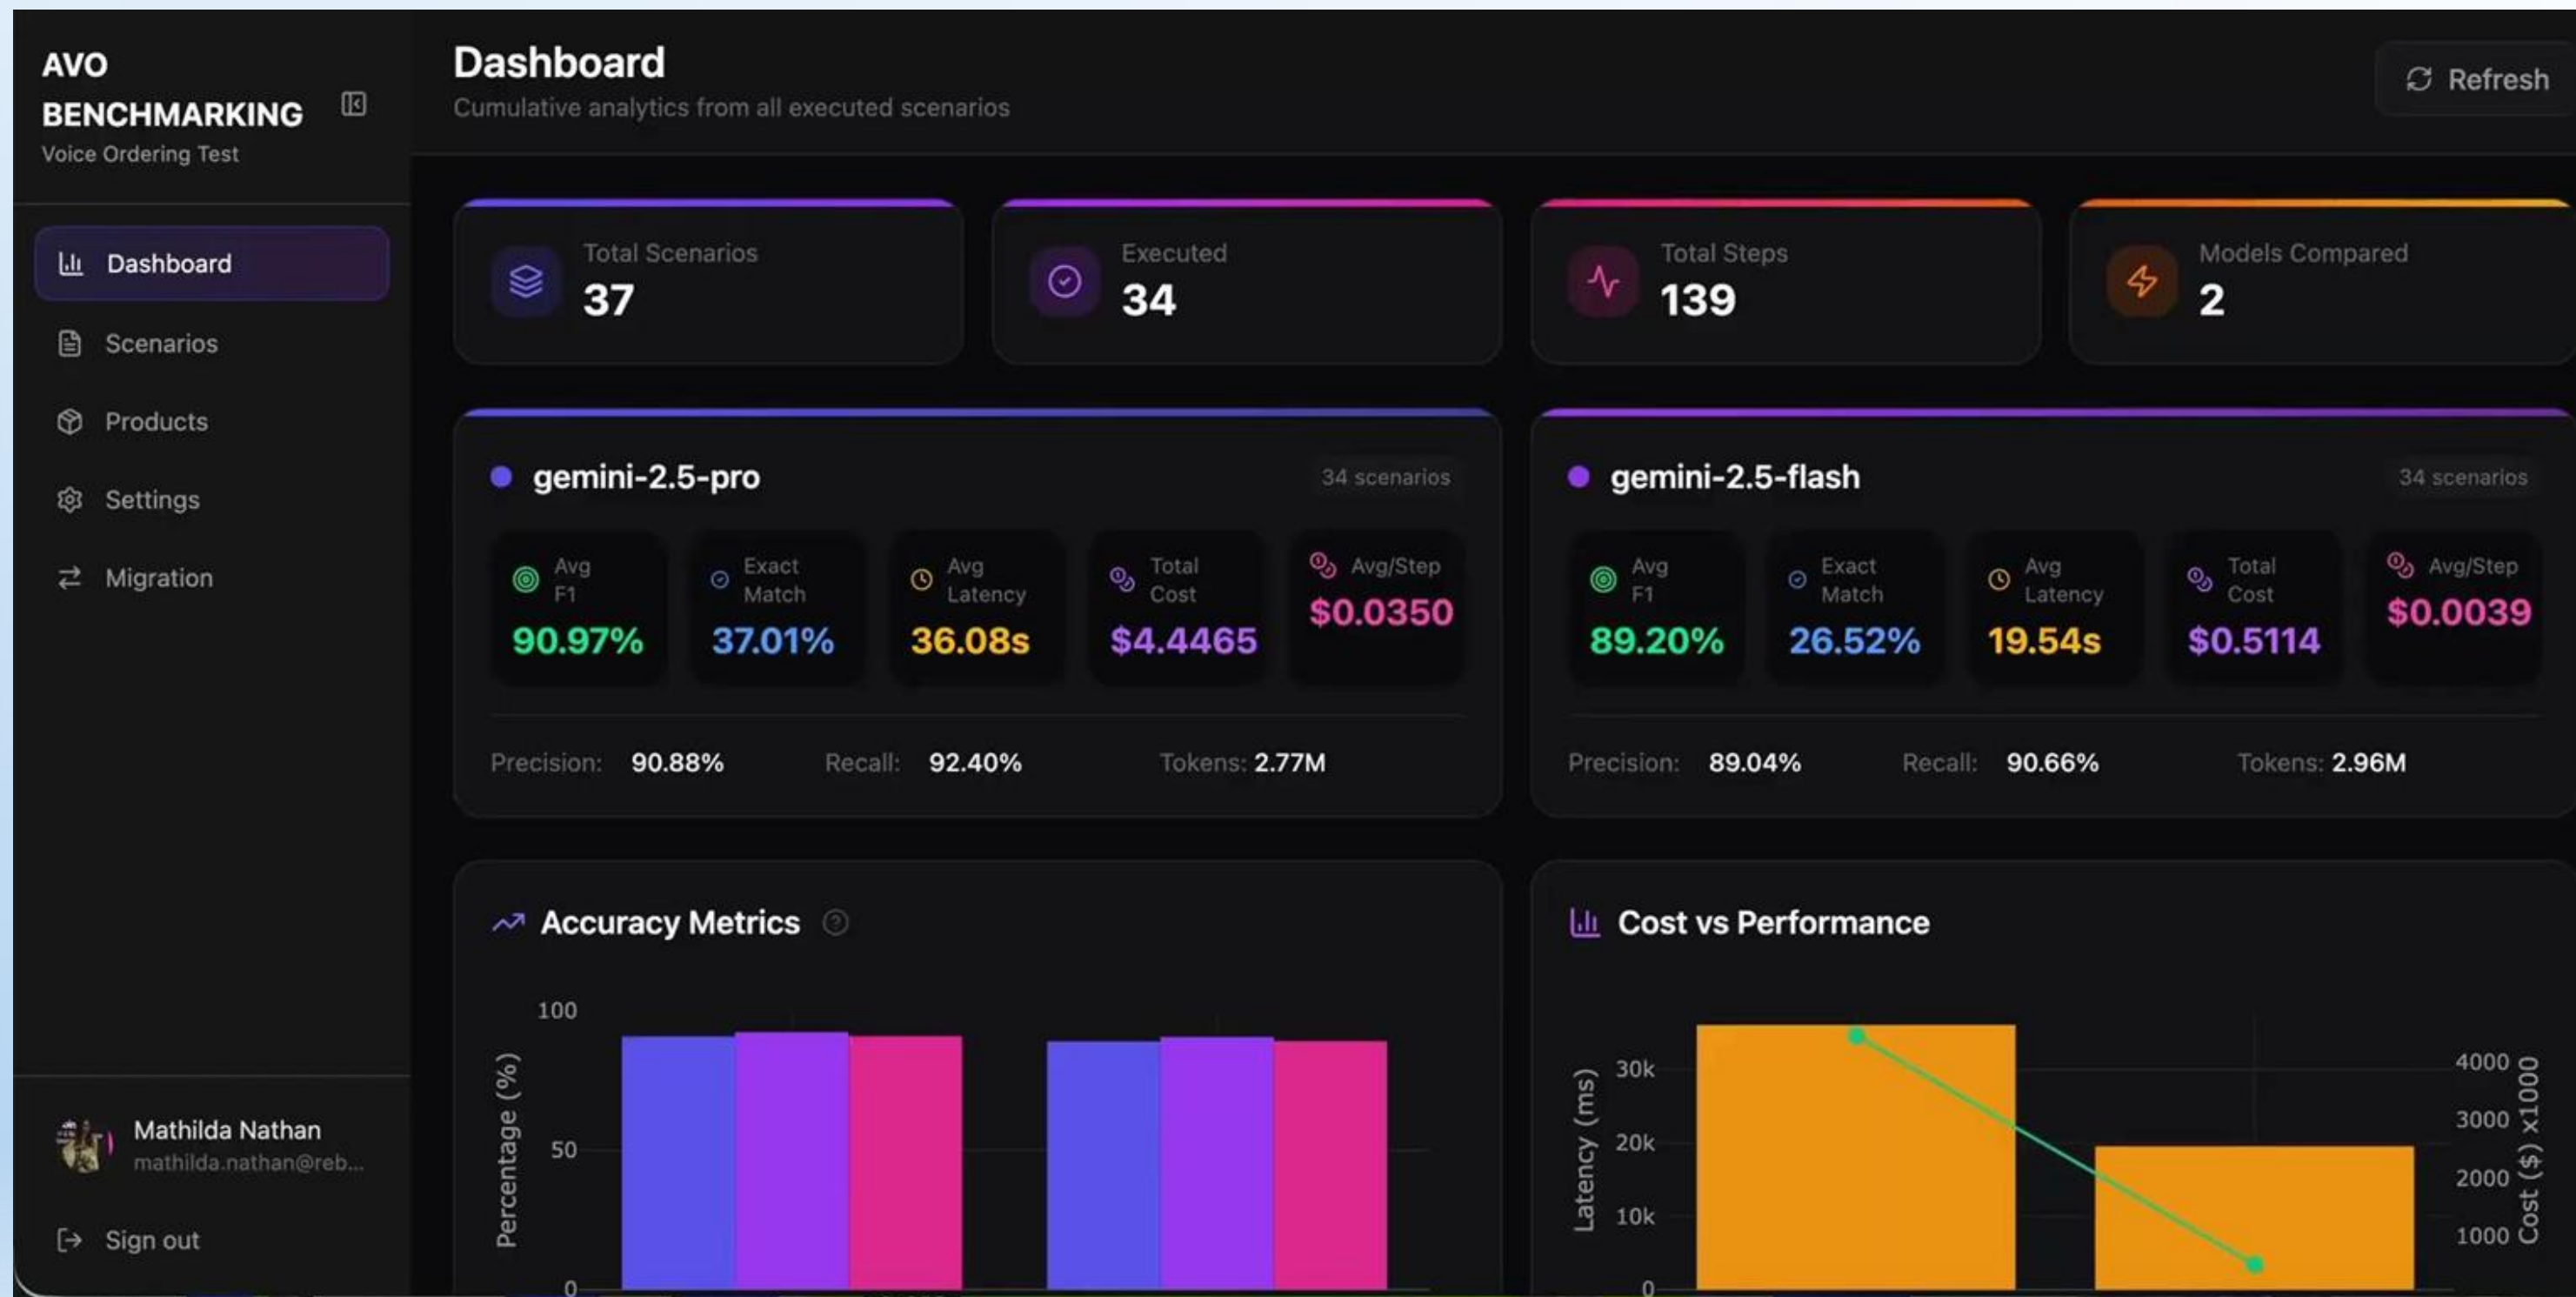 AVO
BENCHMARKING
Voice Ordering Test
Dashboard
Scenarios
Products
Settings
Migration
Mathilda Nathan
mathilda.nathan@reb...
Sign out
Dashboard
Cumulative analytics from all executed scenarios
Refresh
Total Scenarios
37
Executed
34
Total Steps
139
Models Compared
2
gemini-2.5-pro
34 scenarios
Avg
F1
90.97%
Exact
Match
37.01%
Avg
Latency
36.08s
Total
Cost
$4.4465
Avg/Step
$0.0350
Precision: 90.88%
Recall: 92.40%
Tokens: 2.77M
gemini-2.5-flash
34 scenarios
Avg
F1
89.20%
Exact
Match
26.52%
Avg
Latency
19.54s
Total
Cost
$0.5114
Avg/Step
$0.0039
Precision: 89.04%
Recall: 90.66%
Tokens: 2.96M
Accuracy Metrics
Percentage (%)
100
50
0
Cost vs Performance
Latency (ms)
30k
20k
10k
0
4000
3000
2000
1000
Cost ($) x1000